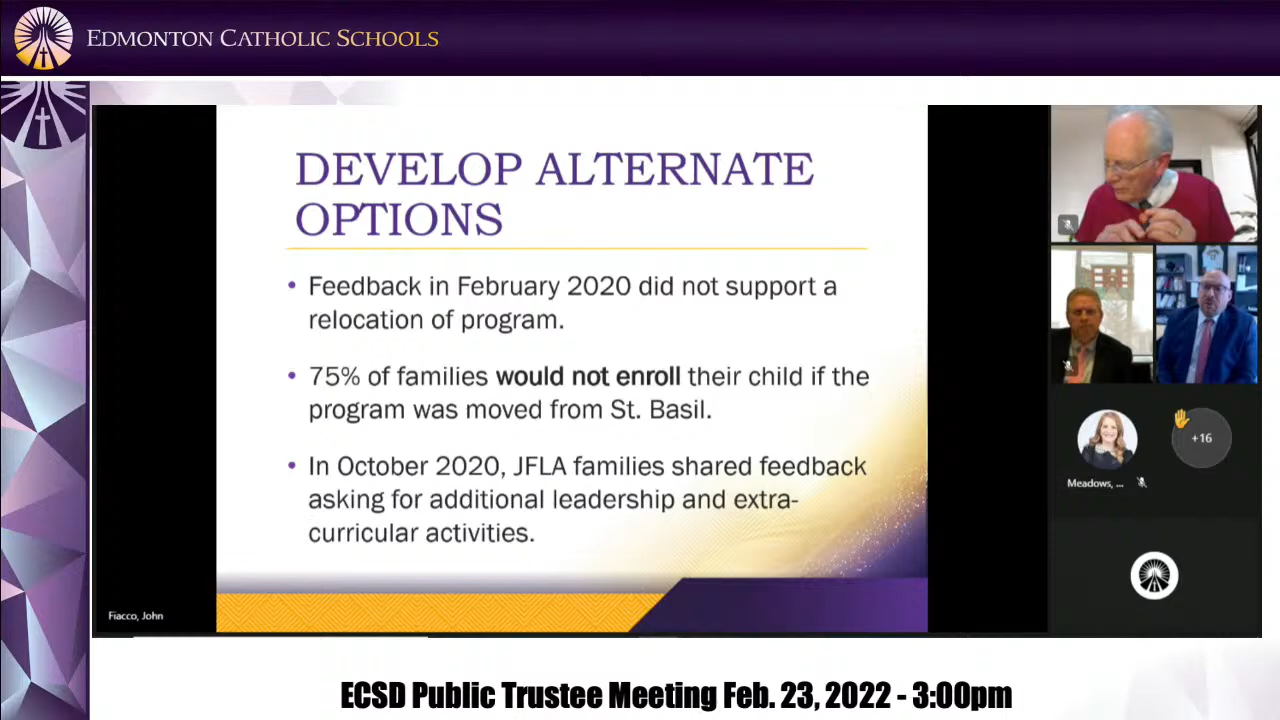 EDMONTON CATHOLIC SCHOOLS
DEVELOP ALTERNATE
OPTIONS
• Feedback in February 2020 did not support a
relocation of program.
• 75% of families would not enroll their child if the
program was moved from St. Basil.
• In October 2020, JFLA families shared feedback
asking for additional leadership and extra-
curricular activities.
+16
Meadows, ...
Fiacco, John
ECSD Public Trustee Meeting Feb. 23, 2022 - 3:00pm